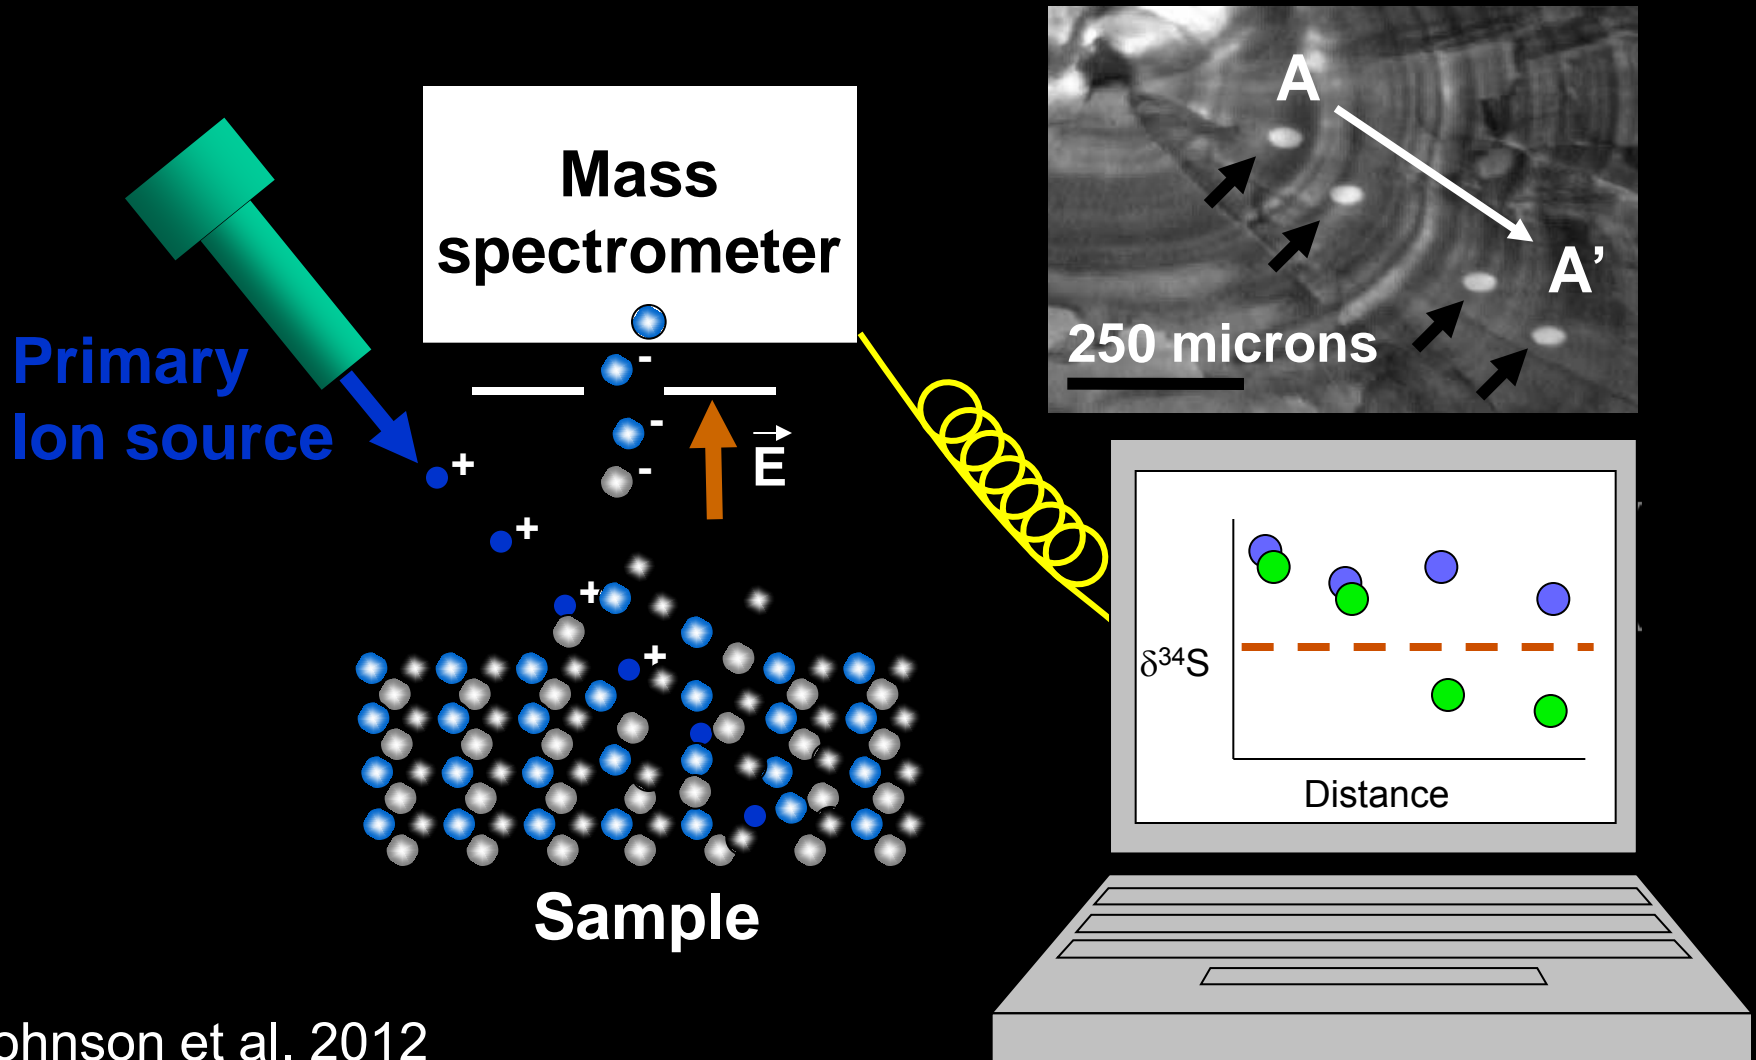 Mass
spectrometer
Primary
Ion source
A
A’
250 microns
-
-
-
E
+
+
+
+
δ³⁴S
Distance
Sample
ohnson et al. 2012